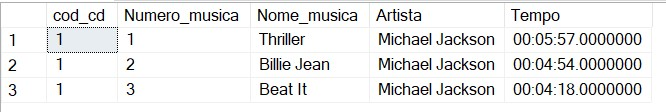 cod_cd Numero_musica Nome_musica Artista Tempo
1 1 1 Thriller Michael Jackson 00:05:57.0000000
2 1 2 Billie Jean Michael Jackson 00:04:54.0000000
3 1 3 Beat It Michael Jackson 00:04:18.0000000